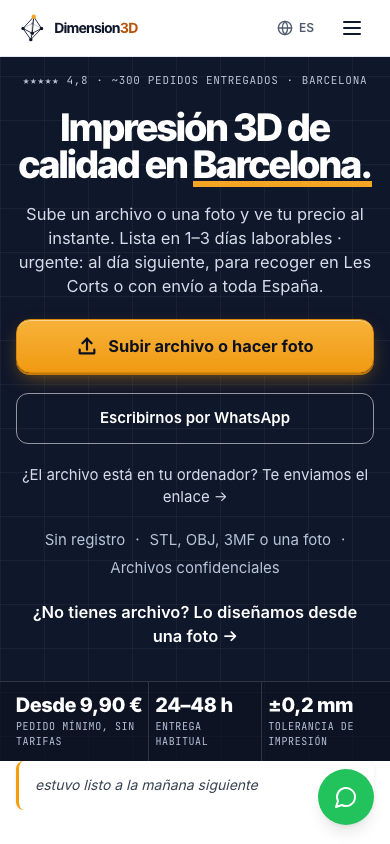 Dimension3D
ES
★★★★★ 4,8 · ~300 PEDIDOS ENTREGADOS · BARCELONA
Impresión 3D de
calidad en Barcelona.
Sube un archivo o una foto y ve tu precio al
instante. Lista en 1–3 días laborables ·
urgente: al día siguiente, para recoger en Les
Corts o con envío a toda España.
Subir archivo o hacer foto
Escribirnos por WhatsApp
¿El archivo está en tu ordenador? Te enviamos el
enlace →
Sin registro · STL, OBJ, 3MF o una foto ·
Archivos confidenciales
¿No tienes archivo? Lo diseñamos desde
una foto →
Desde 9,90 €
PEDIDO MÍNIMO, SIN
TARIFAS
24–48 h
ENTREGA
HABITUAL
±0,2 mm
TOLERANCIA DE
IMPRESIÓN
estuvo listo a la mañana siguiente